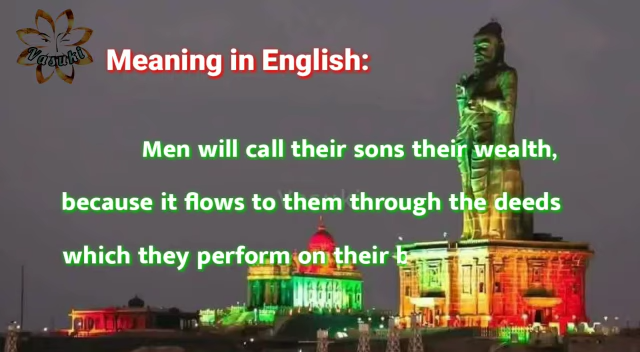 Vasuki
Meaning in English:
Men will call their sons their wealth,
because it flows to them through the deeds
which they perform on their b